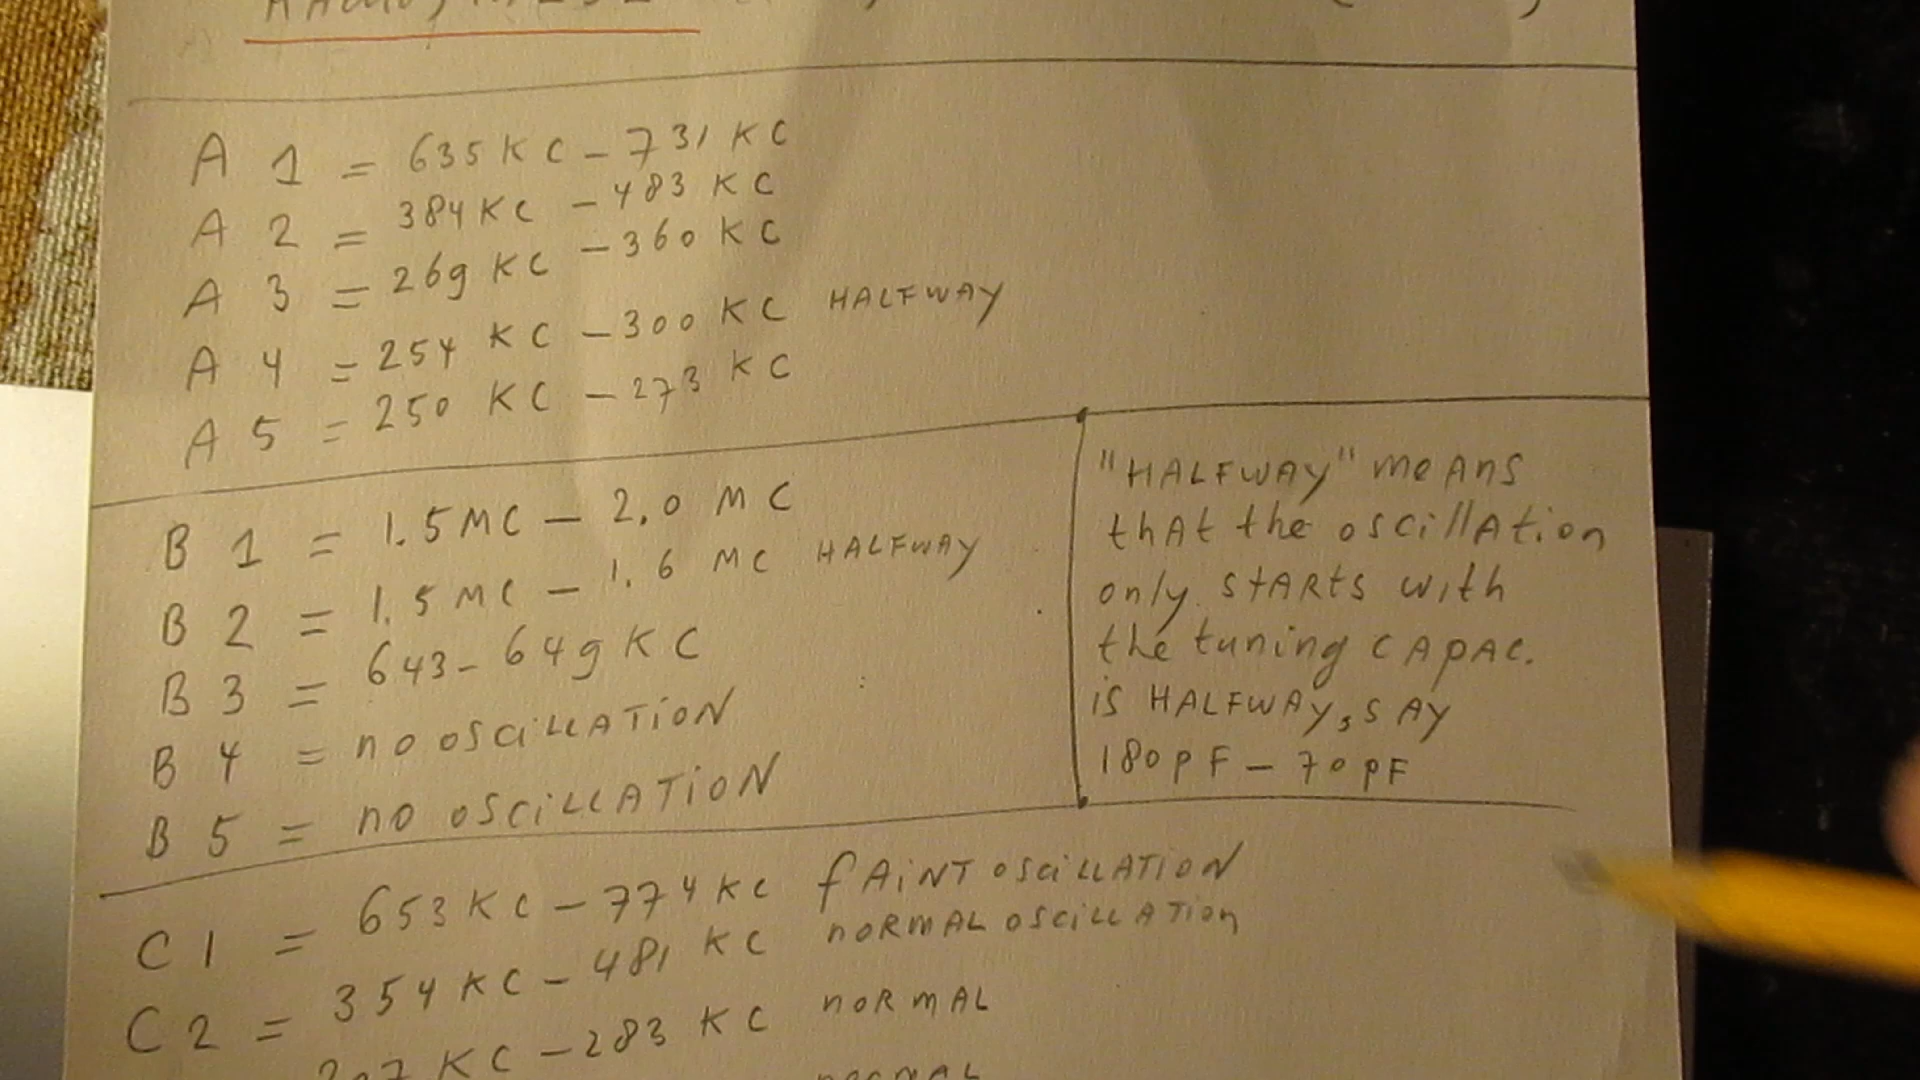 A 1 = 635 KC - 731 KC
A 2 = 384 KC - 483 KC
A 3 = 269 KC - 360 KC
A 4 = 254 KC - 300 KC HALFWAY
A 5 = 250 KC - 273 KC
B 1 = 1.5 MC - 2.0 MC
B 2 = 1.5 MC - 1.6 MC HALFWAY
B 3 = 643 - 649 KC
B 4 = no oSCiLLATiON
B 5 = no oSCiLLATiON
"HALFWAY" meAns
thAt the oscillAtion
only stARts with
the tuning CAPAC.
is HALFWAY, SAY
180 pF - 70 pF
C 1 = 653 KC - 774 KC fAiNT oSCiLLATiON
C 2 = 354 KC - 481 KC noRMAL oSCiLLATion
KC - 283 KC noRMAL